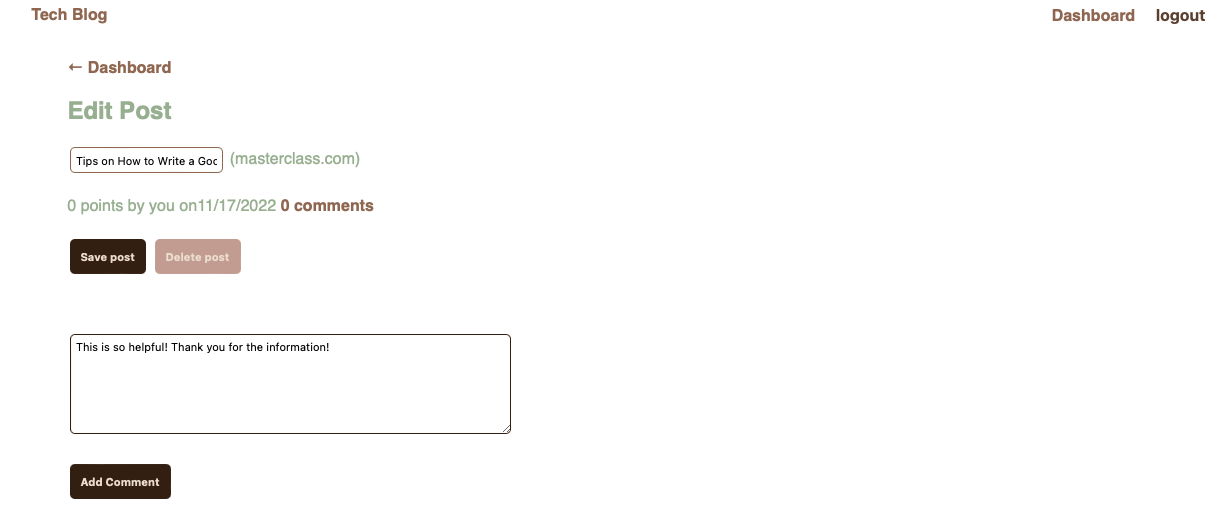 Tech Blog Dashboard logout
← Dashboard
Edit Post
Tips on How to Write a Goo (masterclass.com)
0 points by you on11/17/2022 0 comments
Save post Delete post
This is so helpful! Thank you for the information!
Add Comment